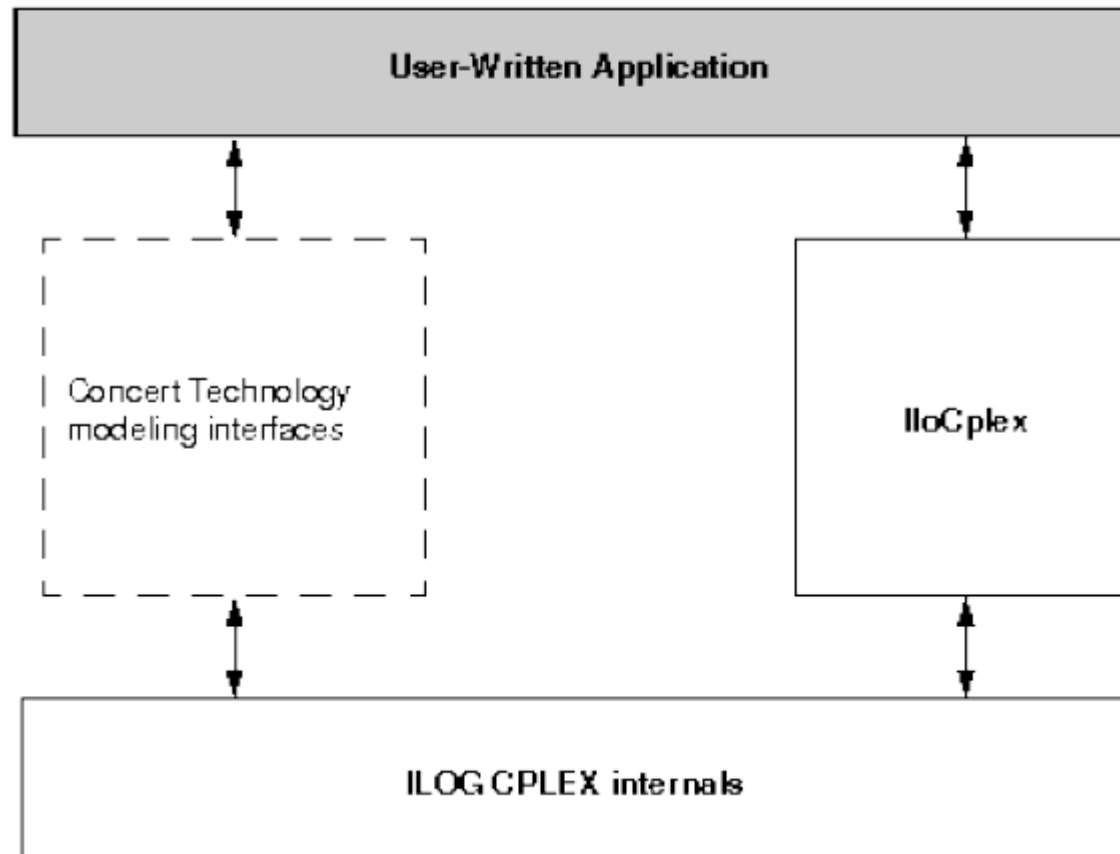 User-Written Application
Concert Technology
modeling interfaces
IloCplex
ILOG CPLEX internals